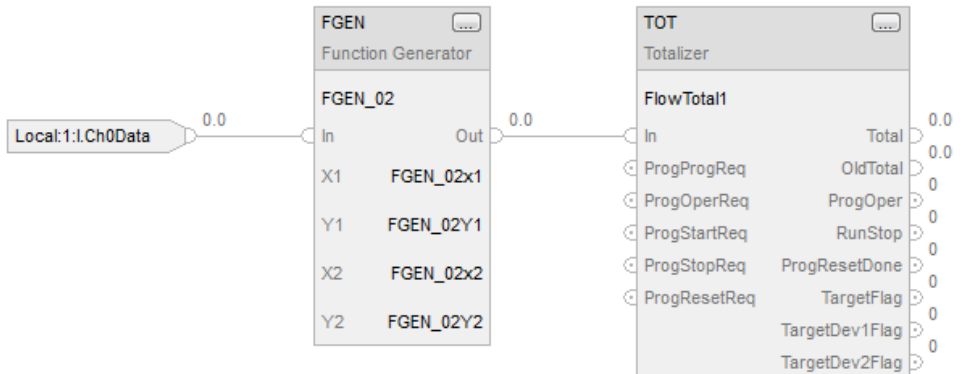 FGEN ...
Function Generator
FGEN_02
Local:1:I.Ch0Data 0.0 In Out 0.0
X1 FGEN_02x1
Y1 FGEN_02Y1
X2 FGEN_02x2
Y2 FGEN_02Y2
TOT ...
Totalizer
FlowTotal1
In Total 0.0
ProgProgReq OldTotal 0.0
ProgOperReq ProgOper 0
ProgStartReq RunStop 0
ProgStopReq ProgResetDone 0
ProgResetReq TargetFlag 0
TargetDev1Flag 0
TargetDev2Flag 0